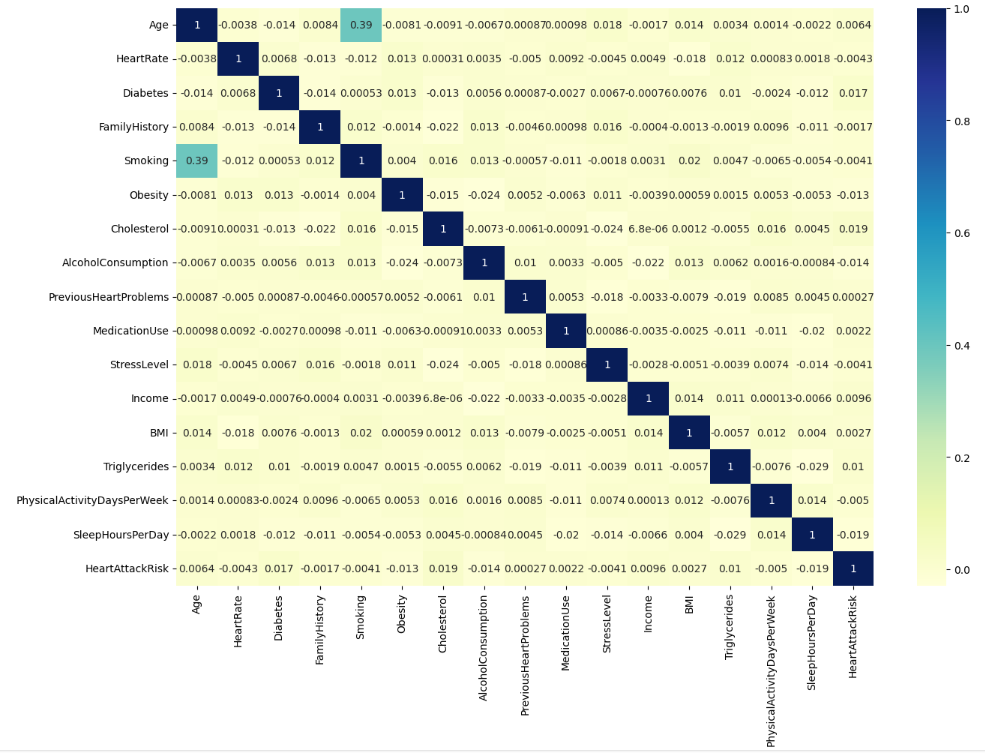 Age 1 -0.0038 -0.014 0.0084 0.39 -0.0081 -0.0091 -0.0067 0.00087 0.00098 0.018 -0.0017 0.014 0.0034 0.0014 -0.0022 0.0064 1.0
HeartRate -0.0038 1 0.0068 -0.013 -0.012 0.013 0.00031 0.0035 -0.005 0.0092 -0.0045 0.0049 -0.018 0.012 0.00083 0.0018 -0.0043
Diabetes -0.014 0.0068 1 -0.014 0.00053 0.013 -0.013 0.0056 0.00087 -0.0027 0.0067 -0.00076 0.0076 0.01 -0.0024 -0.012 0.017
FamilyHistory 0.0084 -0.013 -0.014 1 0.012 -0.0014 -0.022 0.013 -0.0046 0.00098 0.016 -0.0004 -0.0013 -0.0019 0.0096 -0.011 -0.0017 0.8
Smoking 0.39 -0.012 0.00053 0.012 1 0.004 0.016 0.013 -0.00057 -0.011 -0.0018 0.0031 0.02 0.0047 -0.0065 -0.0054 -0.0041
Obesity -0.0081 0.013 0.013 -0.0014 0.004 1 -0.015 -0.024 0.0052 -0.0063 0.011 -0.0039 0.00059 0.0015 0.0053 -0.0053 -0.013
Cholesterol -0.0091 0.00031 -0.013 -0.022 0.016 -0.015 1 -0.0073 -0.0061 -0.00091 -0.024 6.8e-06 0.0012 -0.0055 0.016 0.0045 0.019 0.6
AlcoholConsumption -0.0067 0.0035 0.0056 0.013 0.013 -0.024 -0.0073 1 0.01 0.0033 -0.005 -0.022 0.013 0.0062 0.0016 -0.00084 -0.014
PreviousHeartProblems -0.00087 -0.005 0.00087 -0.0046 -0.00057 0.0052 -0.0061 0.01 1 0.0053 -0.018 -0.0033 -0.0079 -0.019 0.0085 0.0045 0.00027
MedicationUse -0.00098 0.0092 -0.0027 0.00098 -0.011 -0.0063 -0.00091 0.0033 0.0053 1 0.00086 -0.0035 -0.0025 -0.011 -0.011 -0.02 0.0022 0.4
StressLevel 0.018 -0.0045 0.0067 0.016 -0.0018 0.011 -0.024 -0.005 -0.018 0.00086 1 -0.0028 -0.0051 -0.0039 0.0074 -0.014 -0.0041
Income -0.0017 0.0049 -0.00076 -0.0004 0.0031 -0.0039 6.8e-06 -0.022 -0.0033 -0.0035 -0.0028 1 0.014 0.011 0.00013 -0.0066 0.0096
BMI 0.014 -0.018 0.0076 -0.0013 0.02 0.00059 0.0012 0.013 -0.0079 -0.0025 -0.0051 0.014 1 -0.0057 0.012 0.004 0.0027
Triglycerides 0.0034 0.012 0.01 -0.0019 0.0047 0.0015 -0.0055 0.0062 -0.019 -0.011 -0.0039 0.011 -0.0057 1 -0.0076 -0.029 0.01 0.2
PhysicalActivityDaysPerWeek 0.0014 0.00083 -0.0024 0.0096 -0.0065 0.0053 0.016 0.0016 0.0085 -0.011 0.0074 0.00013 0.012 -0.0076 1 0.014 -0.005
SleepHoursPerDay -0.0022 0.0018 -0.012 -0.011 -0.0054 -0.0053 0.0045 -0.00084 0.0045 -0.02 -0.014 -0.0066 0.004 -0.029 0.014 1 -0.019
HeartAttackRisk 0.0064 -0.0043 0.017 -0.0017 -0.0041 -0.013 0.019 -0.014 0.00027 0.0022 -0.0041 0.0096 0.0027 0.01 -0.005 -0.019 1 0.0
Age
HeartRate
Diabetes
FamilyHistory
Smoking
Obesity
Cholesterol
AlcoholConsumption
PreviousHeartProblems
MedicationUse
StressLevel
Income
BMI
Triglycerides
PhysicalActivityDaysPerWeek
SleepHoursPerDay
HeartAttackRisk